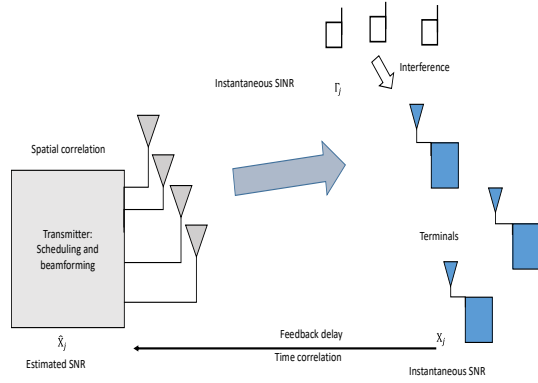 Interference
Instantaneous SINR Γj
Spatial correlation
Transmitter:
Scheduling and
beamforming
Terminals
Feedback delay
X̂j
Xj
Time correlation
Estimated SNR
Instantaneous SNR